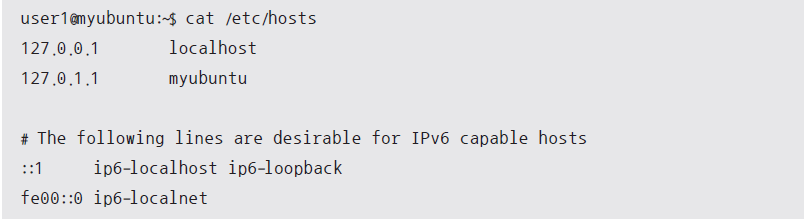 user1@myubuntu:~$ cat /etc/hosts
127.0.0.1 localhost
127.0.1.1 myubuntu
# The following lines are desirable for IPv6 capable hosts
::1 ip6-localhost ip6-loopback
fe00::0 ip6-localnet